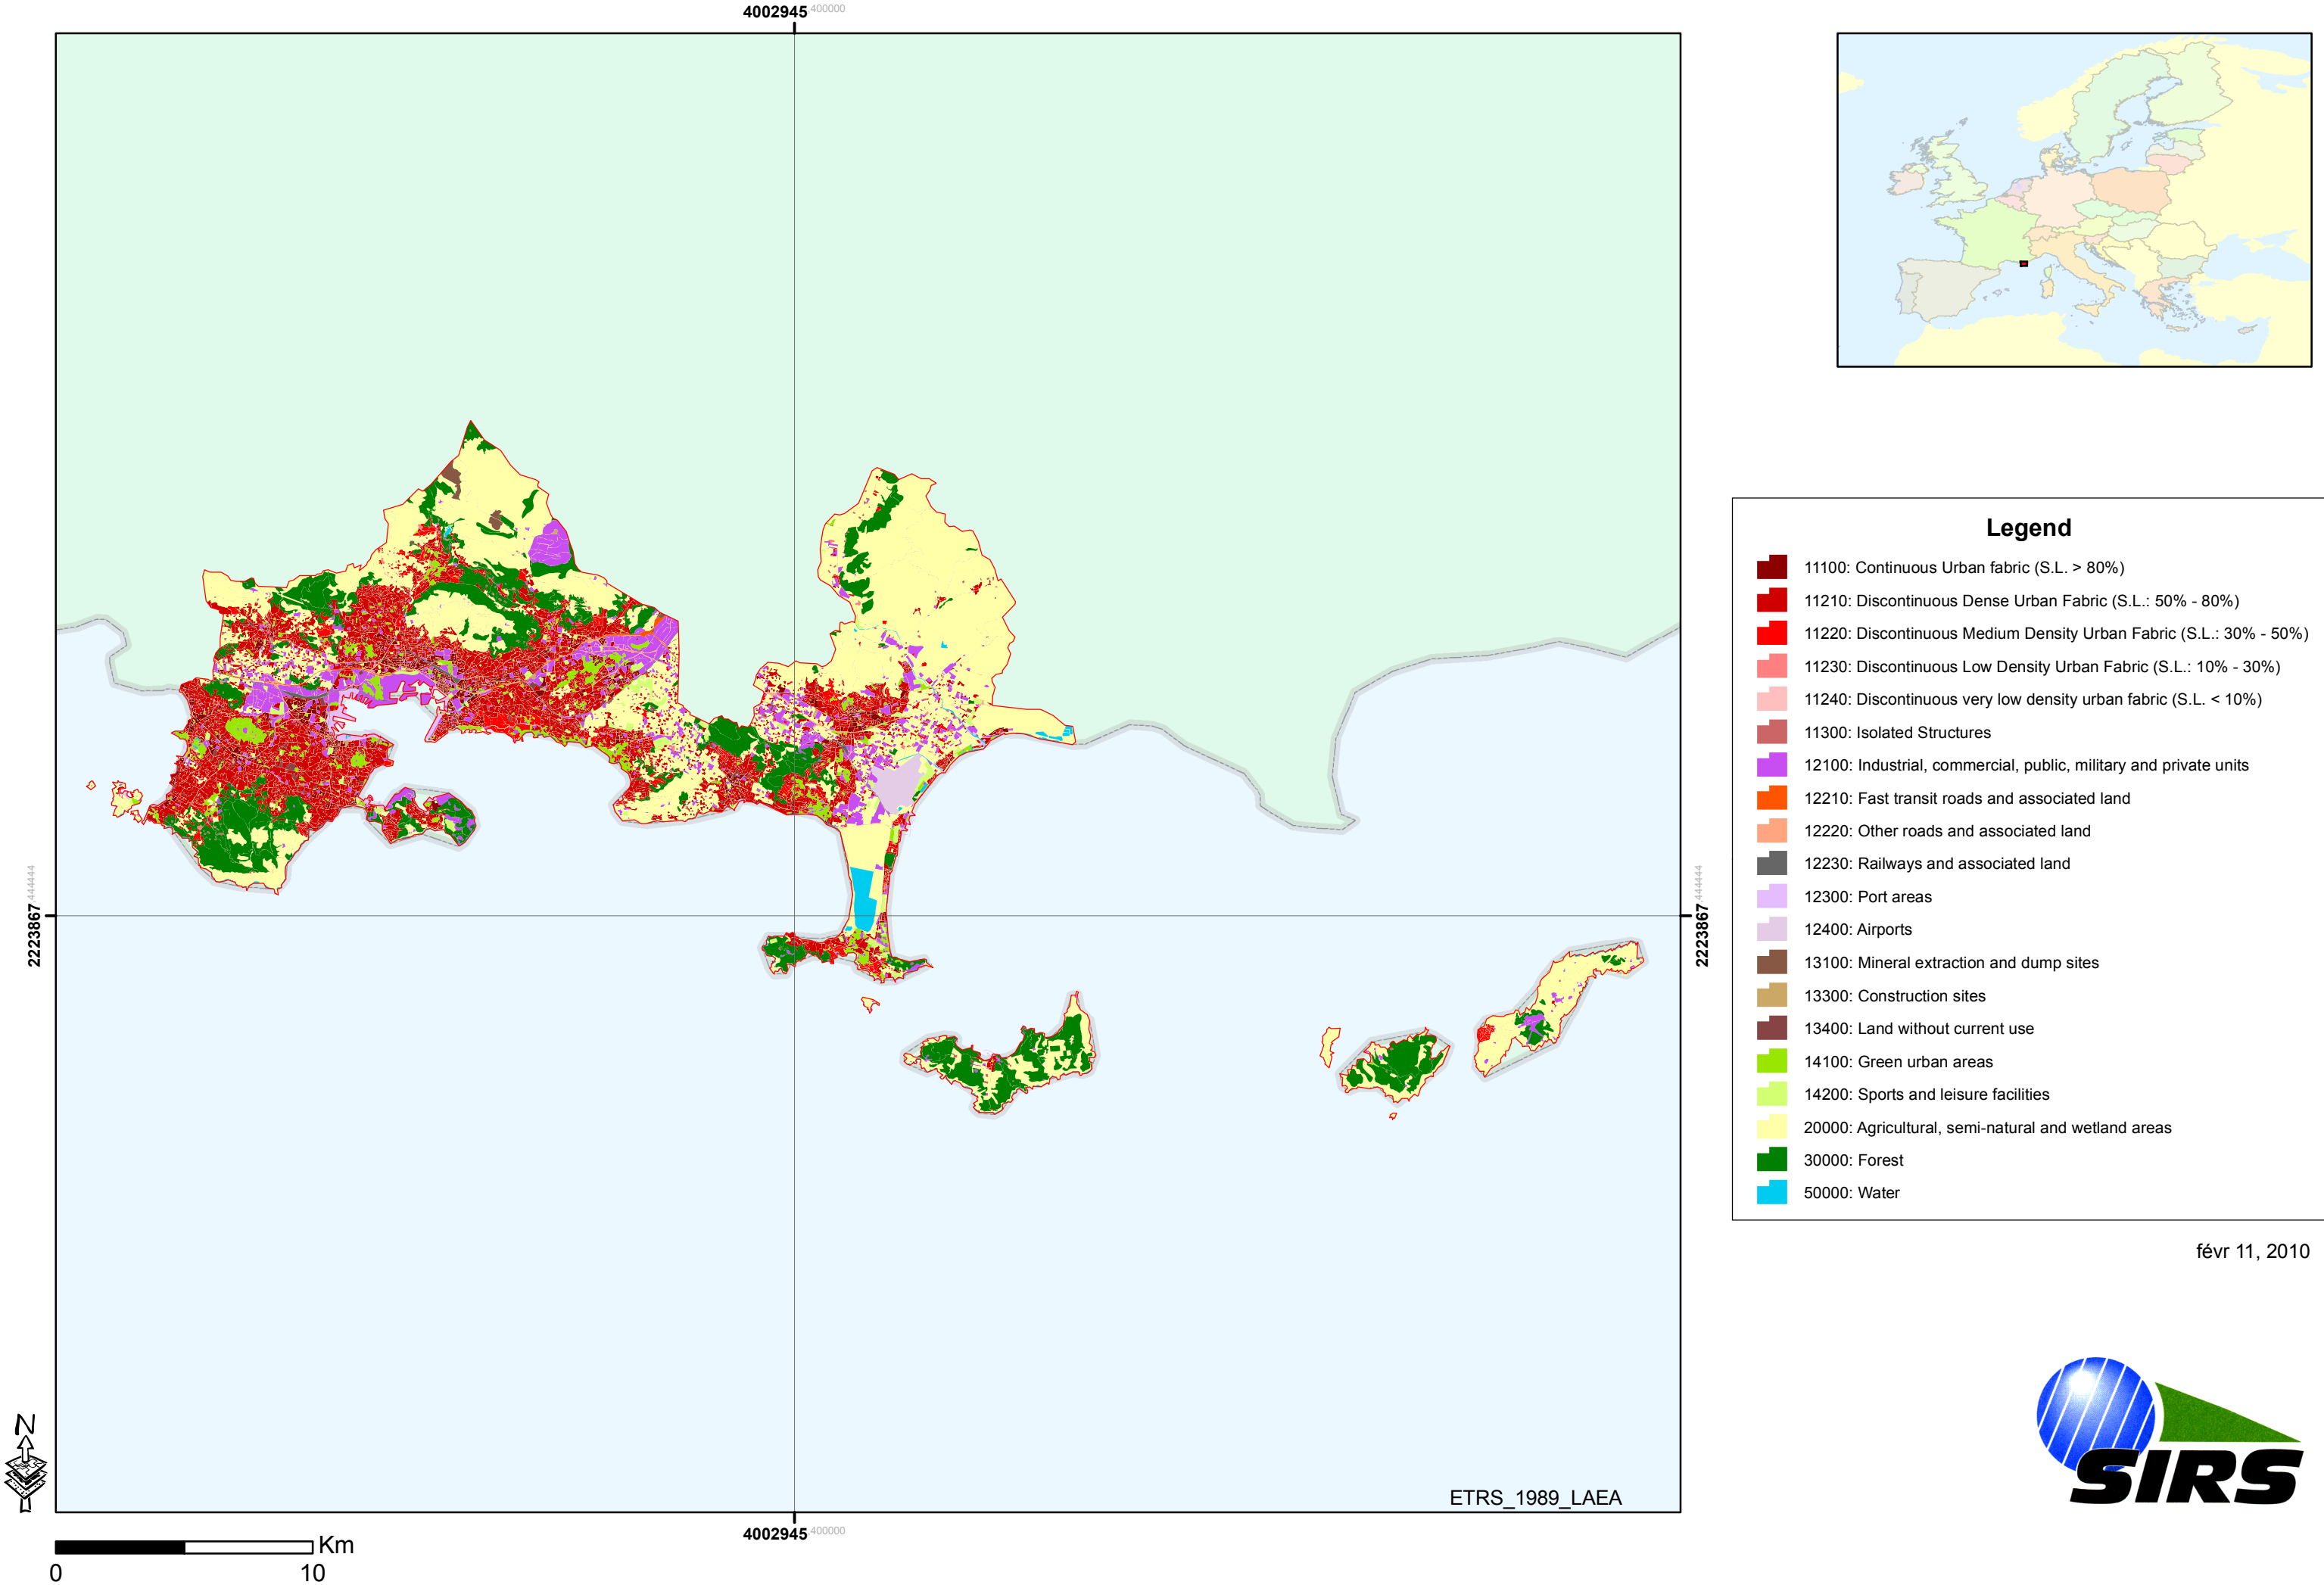 4002945 ,400000
Legend
11100: Continuous Urban fabric (S.L. > 80%)
11210: Discontinuous Dense Urban Fabric (S.L.: 50% - 80%)
11220: Discontinuous Medium Density Urban Fabric (S.L.: 30% - 50%)
11230: Discontinuous Low Density Urban Fabric (S.L.: 10% - 30%)
11240: Discontinuous very low density urban fabric (S.L. < 10%)
11300: Isolated Structures
12100: Industrial, commercial, public, military and private units
12210: Fast transit roads and associated land
12220: Other roads and associated land
12230: Railways and associated land
12300: Port areas
12400: Airports
13100: Mineral extraction and dump sites
13300: Construction sites
13400: Land without current use
14100: Green urban areas
14200: Sports and leisure facilities
20000: Agricultural, semi-natural and wetland areas
30000: Forest
50000: Water
2223867 ,444444
2223867 ,444444
févr 11, 2010
SIRS
N
ETRS_1989_LAEA
4002945 ,400000
Km
0 10